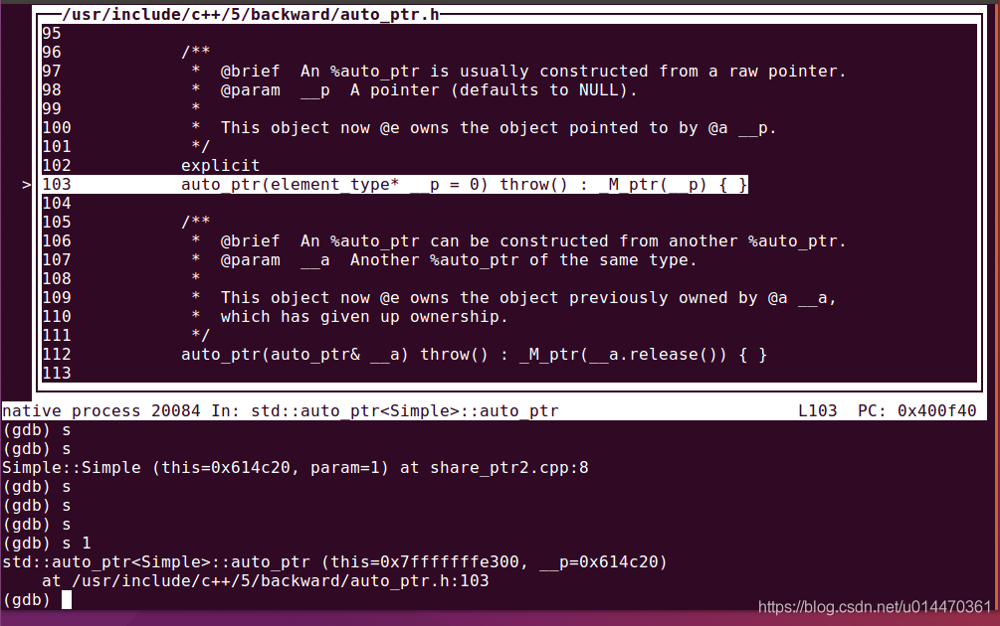 /usr/include/c++/5/backward/auto_ptr.h
95
96 /**
97 * @brief An %auto_ptr is usually constructed from a raw pointer.
98 * @param __p A pointer (defaults to NULL).
99 *
100 * This object now @e owns the object pointed to by @a __p.
101 */
102 explicit
> 103 auto_ptr(element_type* __p = 0) throw() : _M_ptr(__p) { }
104
105 /**
106 * @brief An %auto_ptr can be constructed from another %auto_ptr.
107 * @param __a Another %auto_ptr of the same type.
108 *
109 * This object now @e owns the object previously owned by @a __a,
110 * which has given up ownership.
111 */
112 auto_ptr(auto_ptr& __a) throw() : _M_ptr(__a.release()) { }
113
native process 20084 In: std::auto_ptr<Simple>::auto_ptr L103 PC: 0x400f40
(gdb) s
(gdb) s
Simple::Simple (this=0x614c20, param=1) at share_ptr2.cpp:8
(gdb) s
(gdb) s
(gdb) s
(gdb) s 1
std::auto_ptr<Simple>::auto_ptr (this=0x7fffffffe300, __p=0x614c20)
at /usr/include/c++/5/backward/auto_ptr.h:103
(gdb)
https://blog.csdn.net/u014470361